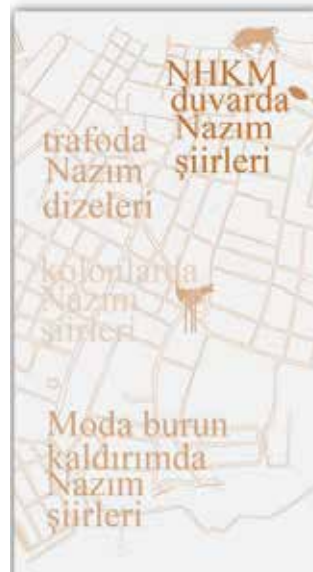 NHKM
duvarda
Nazım
şiirleri
trafoda
Nazım
dizeleri
kolonlarda
Nazım
şiirleri
Moda burun
kaldırımda
Nazım
şiirleri